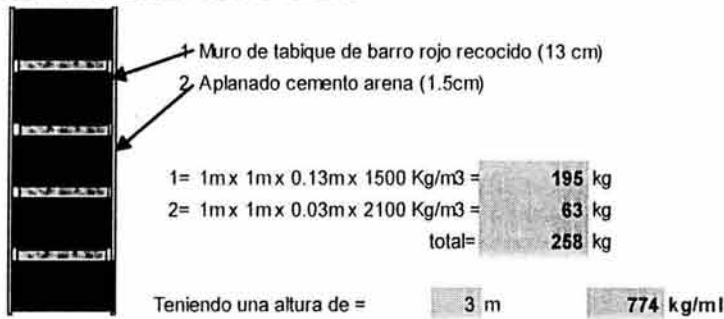 1 Muro de tabique de barro rojo recocido (13 cm)
2 Aplanado cemento arena (1.5cm)
1= 1m x 1m x 0.13m x 1500 Kg/m3 = 195 kg
2= 1m x 1m x 0.03m x 2100 Kg/m3 = 63 kg
total= 258 kg
Teniendo una altura de = 3 m 774 kg/ml